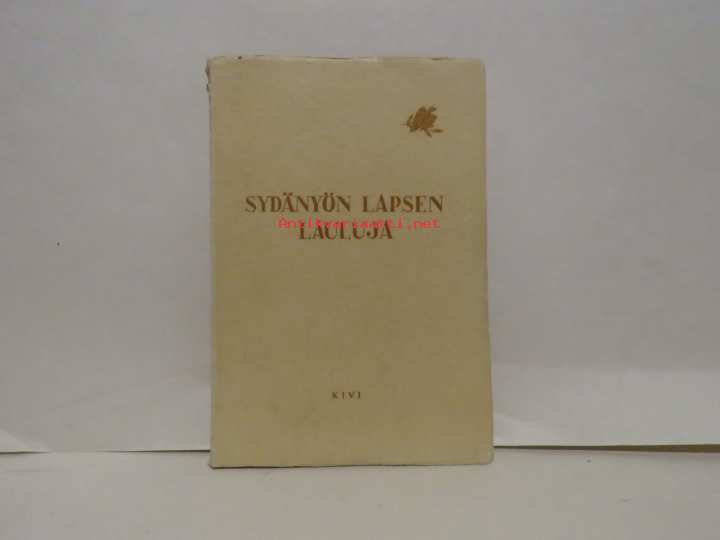 SYDÄNYÖN LAPSEN
Antikvariaatti.net
LAULUJA
KIVI